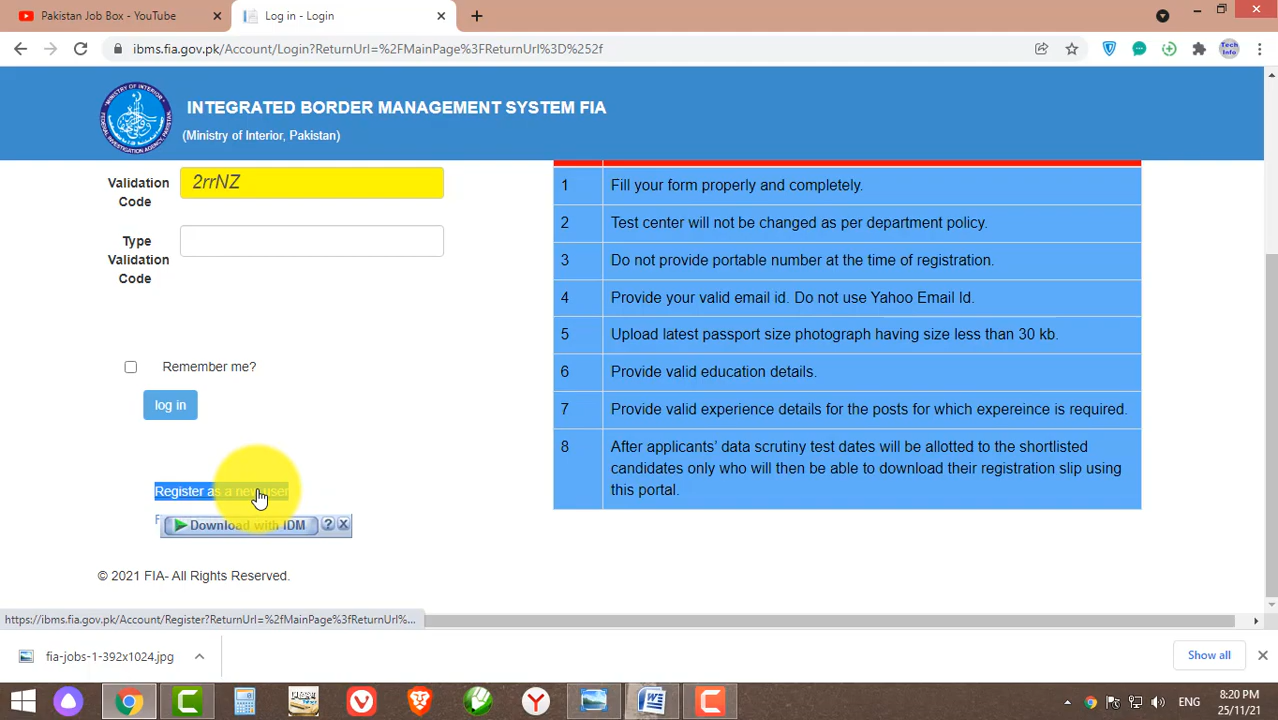 Pakistan Job Box - YouTube
Log in - Login
ibms.fia.gov.pk/Account/Login?ReturnUrl=%2FMainPage%3FReturnUrl%3D%252f
Tech
Info
INTEGRATED BORDER MANAGEMENT SYSTEM FIA
(Ministry of Interior, Pakistan)
Validation
Code
2rrNZ
Type
Validation
Code
Remember me?
log in
Register as a new user
Download with IDM
© 2021 FIA- All Rights Reserved.
1 Fill your form properly and completely.
2 Test center will not be changed as per department policy.
3 Do not provide portable number at the time of registration.
4 Provide your valid email id. Do not use Yahoo Email Id.
5 Upload latest passport size photograph having size less than 30 kb.
6 Provide valid education details.
7 Provide valid experience details for the posts for which expereince is required.
8 After applicants’ data scrutiny test dates will be allotted to the shortlisted
candidates only who will then be able to download their registration slip using
this portal.
https://ibms.fia.gov.pk/Account/Register?ReturnUrl=%2fMainPage%3fReturnUrl%...
fia-jobs-1-392x1024.jpg
Show all
ENG
8:20 PM
25/11/21